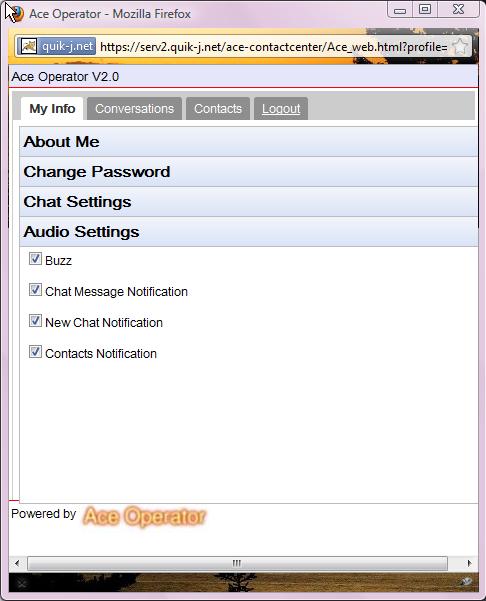 Ace Operator - Mozilla Firefox
quik-j.net https://serv2.quik-j.net/ace-contactcenter/Ace_web.html?profile=
Ace Operator V2.0
My Info Conversations Contacts Logout
About Me
Change Password
Chat Settings
Audio Settings
Buzz
Chat Message Notification
New Chat Notification
Contacts Notification
Powered by Ace Operator